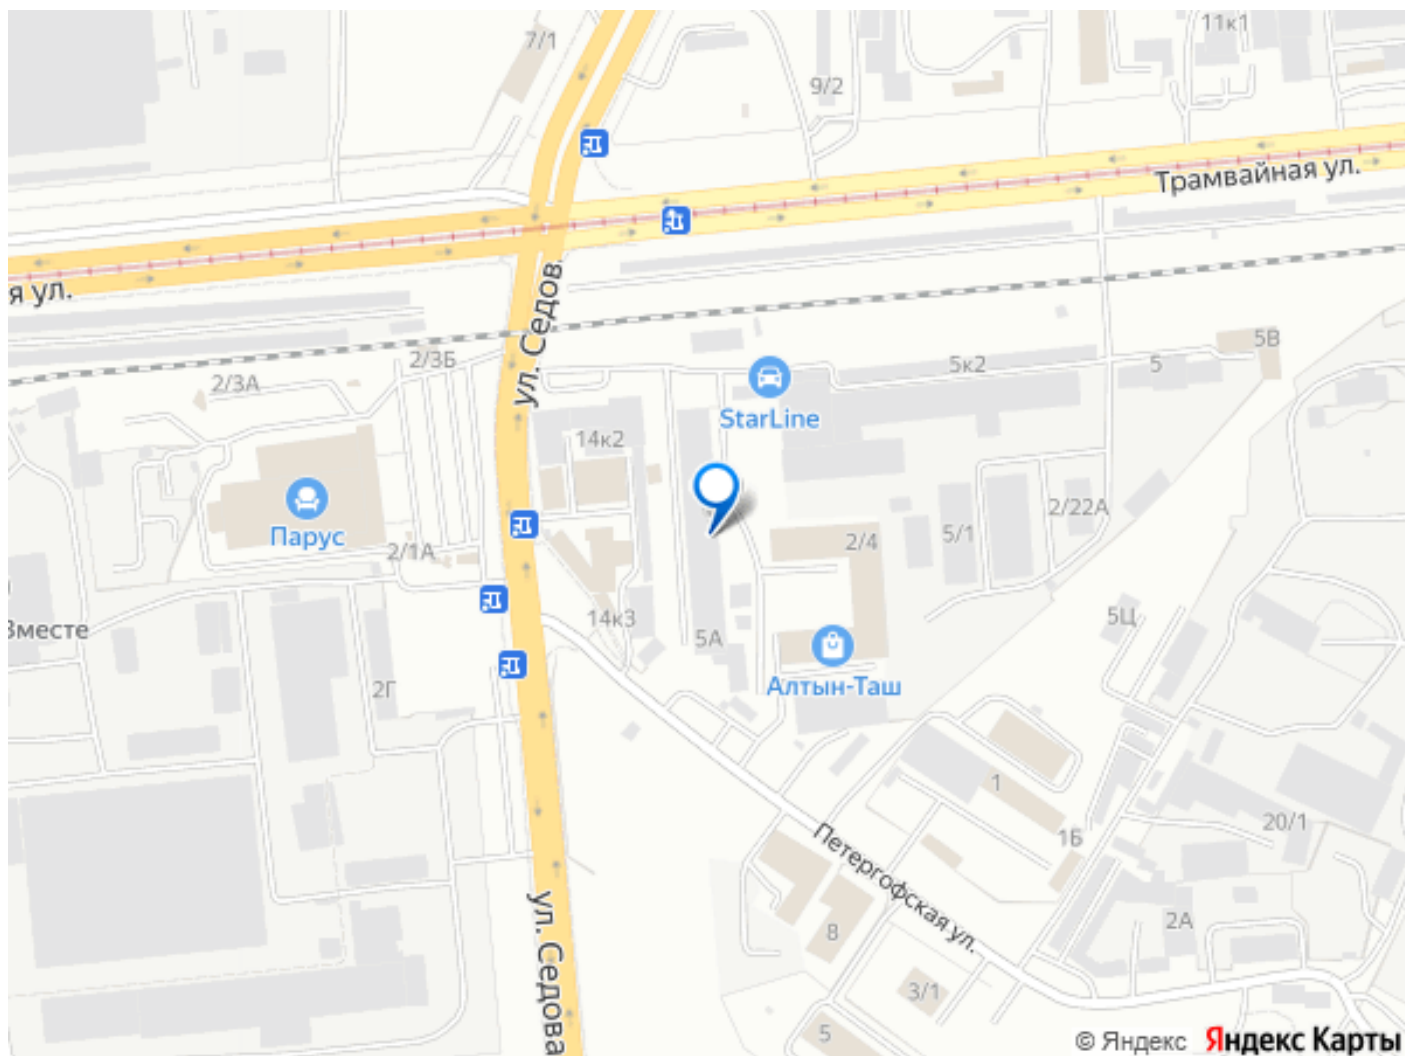 7/1
11к1
9/2
Трамвайная ул.
я ул.
ул. Седов
2/3Б
2/3А
5В
5к2
5
StarLine
14к2
Парус
2/1А
2/22А
5/1
2/4
Вместе
14к3
5А
5Ц
2Г
Алтын-Таш
1
1Б
20/1
Петергофская ул.
ул. Седова
8
2А
3/1
5
© Яндекс Яндекс Карты